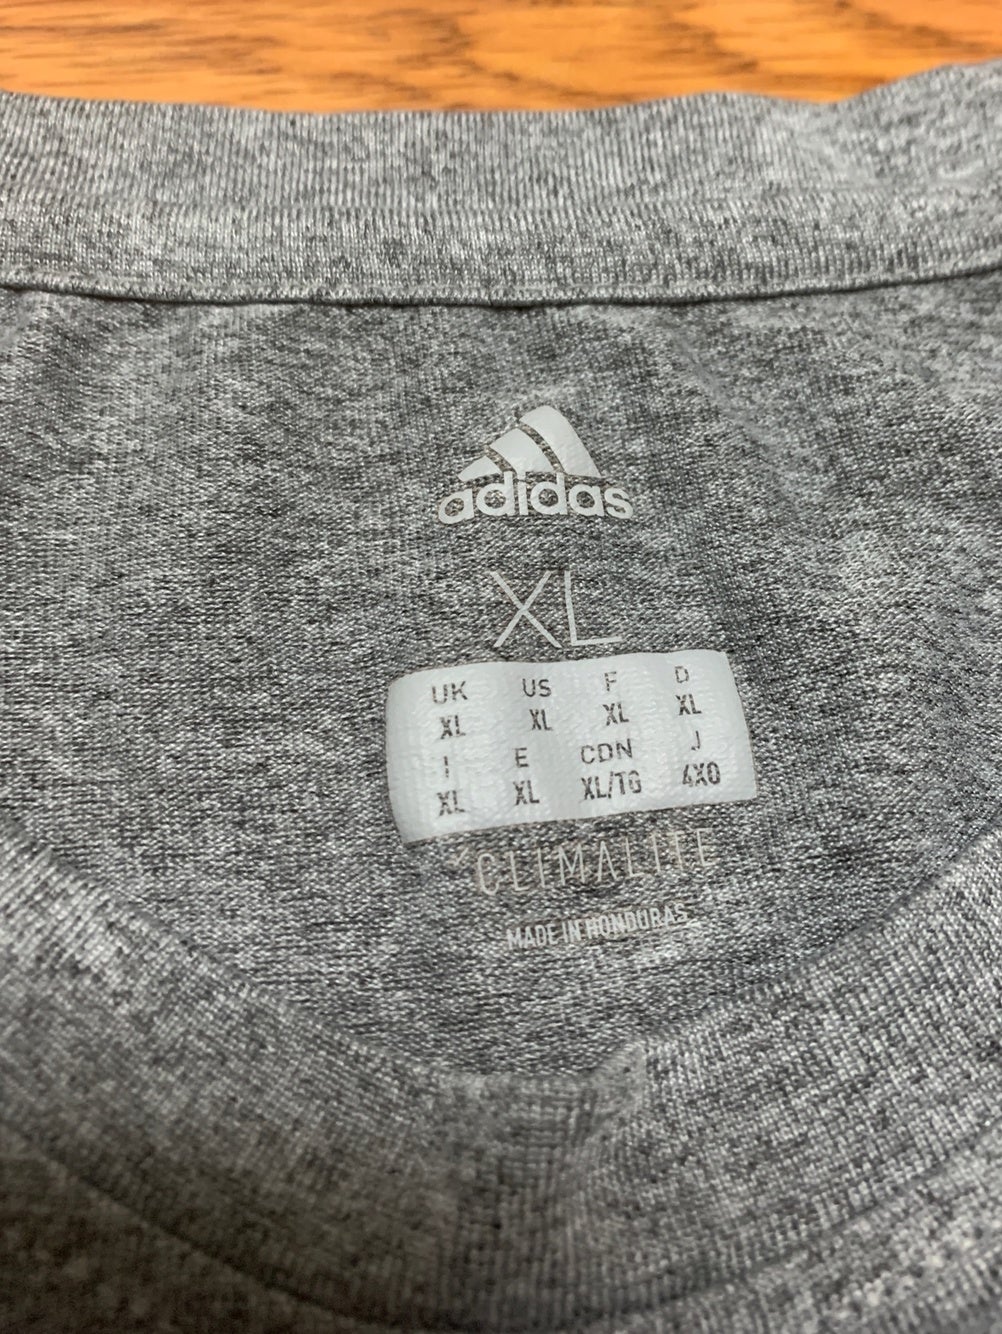 adidas
XL
UK US F D
XL XL XL XL
I E CDN J
XL XL XL/TG 4XO
CLIMALITE
MADE IN HONDURAS